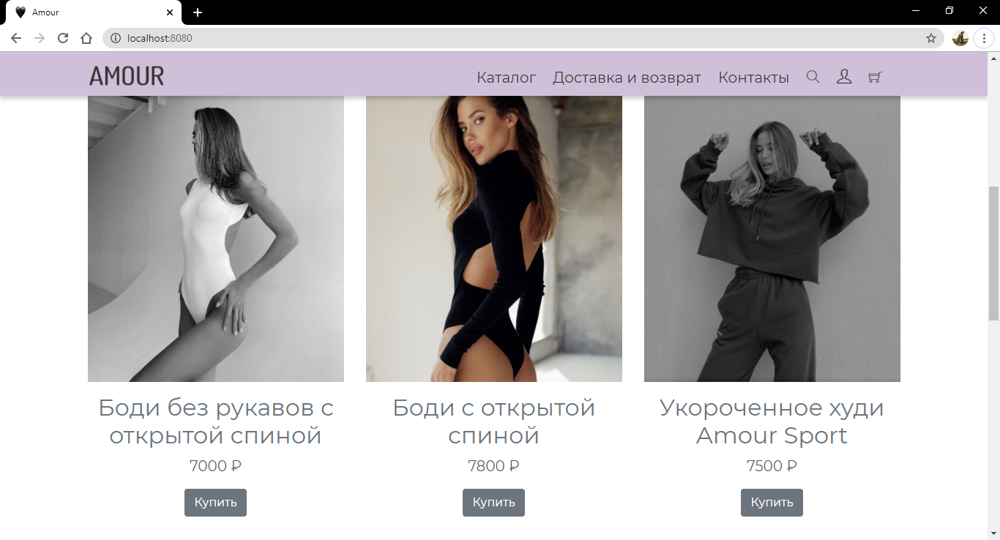 Amour
localhost:8080
AMOUR
Каталог Доставка и возврат Контакты
Боди без рукавов с
открытой спиной
7000 ₽
Купить
Боди с открытой
спиной
7800 ₽
Купить
Укороченное худи
Amour Sport
7500 ₽
Купить